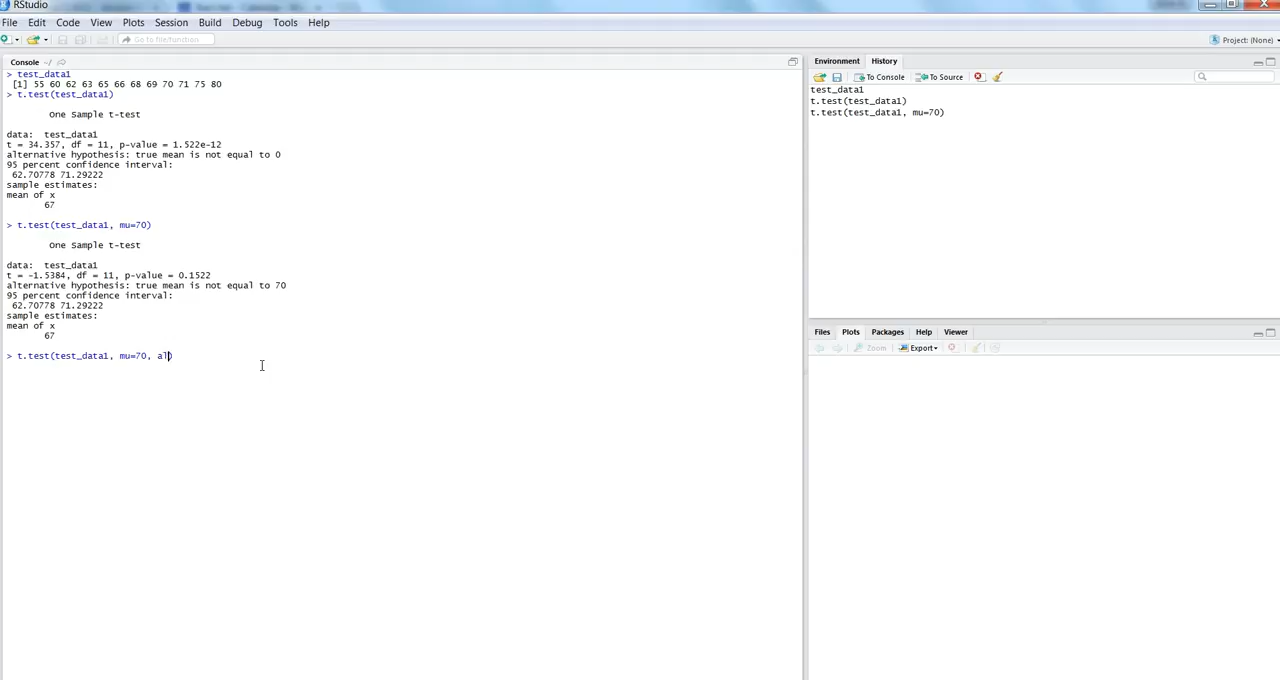 RStudio
File Edit Code View Plots Session Build Debug Tools Help
Go to file/function
Project: (None)
Console ~/
> test_data1
[1] 55 60 62 63 65 66 68 69 70 71 75 80
> t.test(test_data1)
One Sample t-test
data: test_data1
t = 34.357, df = 11, p-value = 1.522e-12
alternative hypothesis: true mean is not equal to 0
95 percent confidence interval:
62.70778 71.29222
sample estimates:
mean of x
67
> t.test(test_data1, mu=70)
One Sample t-test
data: test_data1
t = -1.5384, df = 11, p-value = 0.1522
alternative hypothesis: true mean is not equal to 70
95 percent confidence interval:
62.70778 71.29222
sample estimates:
mean of x
67
> t.test(test_data1, mu=70, al)
Environment History
To Console To Source
test_data1
t.test(test_data1)
t.test(test_data1, mu=70)
Files Plots Packages Help Viewer
Zoom Export